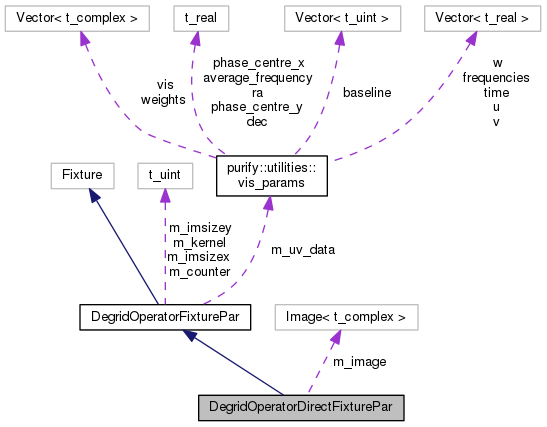 Vector< t_complex >
t_real
Vector< t_uint >
Vector< t_real >
vis
weights
phase_centre_x
average_frequency
ra
phase_centre_y
dec
baseline
w
frequencies
time
u
v
Fixture
t_uint
purify::utilities::
vis_params
m_imsizey
m_kernel
m_imsizex
m_counter
m_uv_data
DegridOperatorFixturePar
Image< t_complex >
m_image
DegridOperatorDirectFixturePar